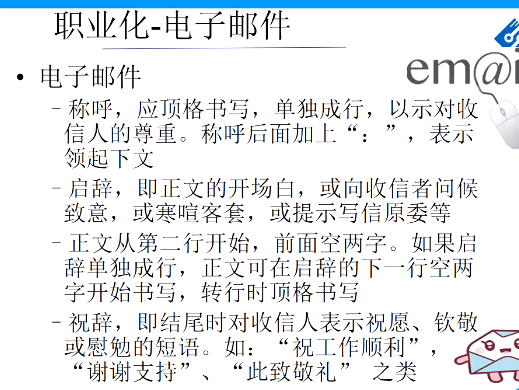 职业化-电子邮件
em@i
• 电子邮件
–称呼，应顶格书写，单独成行，以示对收
信人的尊重。称呼后面加上“：”，表示
领起下文
–启辞，即正文的开场白，或向收信者问候
致意，或寒喧客套，或提示写信原委等
–正文从第二行开始，前面空两字。如果启
辞单独成行，正文可在启辞的下一行空两
字开始书写，转行时顶格书写
–祝辞，即结尾时对收信人表示祝愿、钦敬
或慰勉的短语。如：“祝工作顺利”，
“谢谢支持”、“此致敬礼” 之类